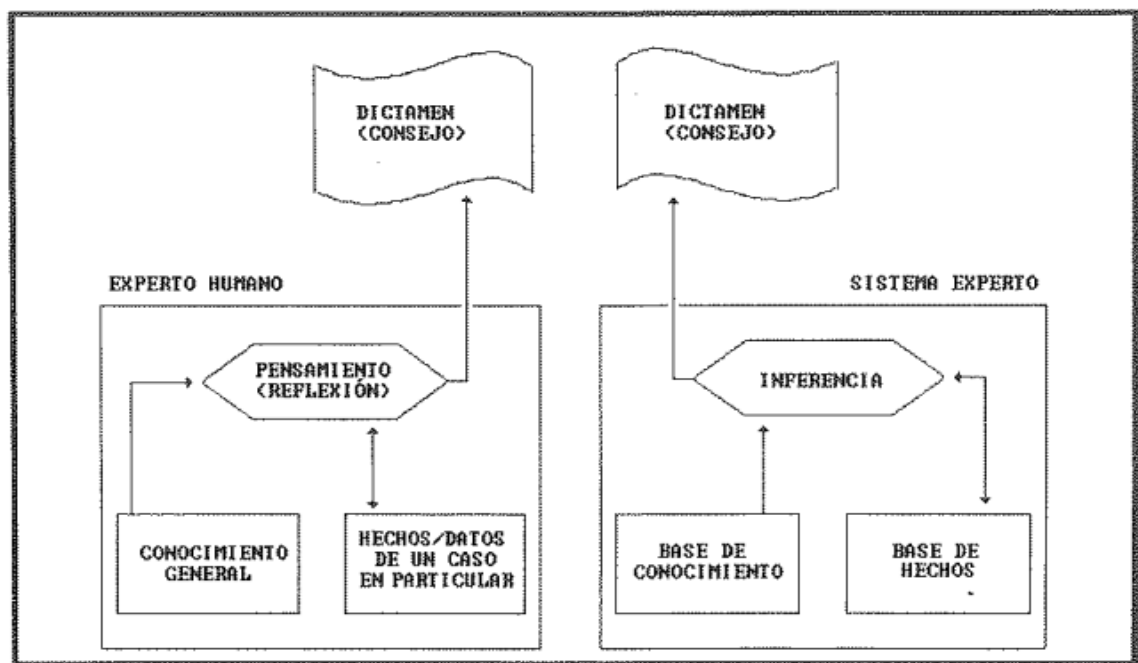 DICTAMEN
(CONSEJO)
DICTAMEN
(CONSEJO)
EXPERTO HUMANO
SISTEMA EXPERTO
PENSAMIENTO
(REFLEXIÓN)
INFERENCIA
CONOCIMIENTO
GENERAL
HECHOS/DATOS
DE UN CASO
EN PARTICULAR
BASE DE
CONOCIMIENTO
BASE DE
HECHOS